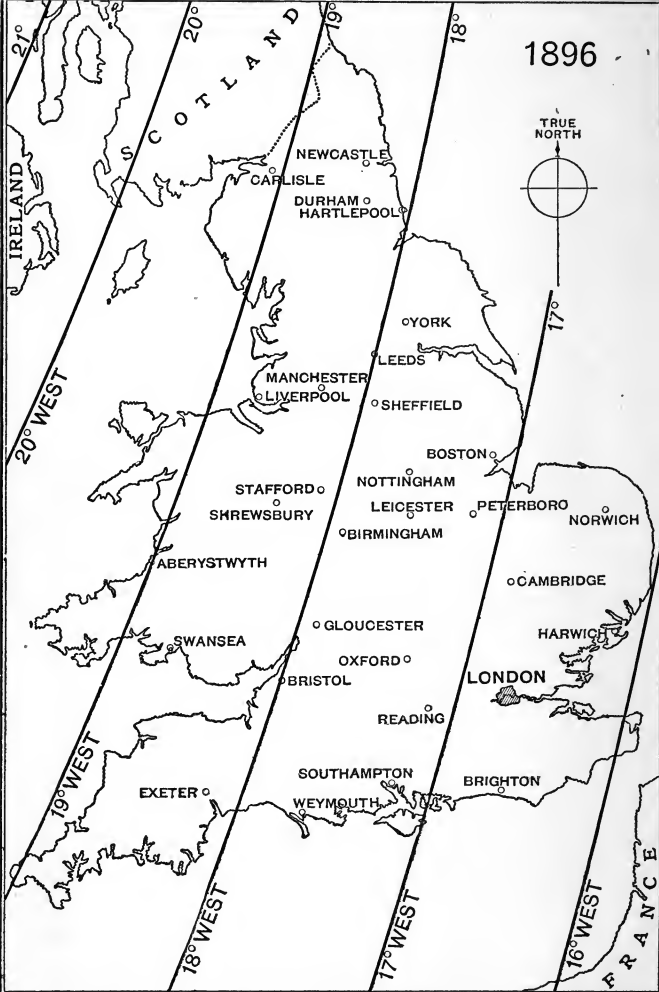 21°
20°
19°
18°
1896
SCOTLAND
TRUE
NORTH
NEWCASTLE
CARLISLE
IRELAND
DURHAM
HARTLEPOOL
17°
YORK
LEEDS
MANCHESTER
LIVERPOOL
SHEFFIELD
20° WEST
BOSTON
NOTTINGHAM
STAFFORD
LEICESTER
PETERBORO
SHREWSBURY
NORWICH
BIRMINGHAM
ABERYSTWYTH
CAMBRIDGE
GLOUCESTER
HARWICH
SWANSEA
OXFORD
LONDON
BRISTOL
READING
19° WEST
SOUTHAMPTON
BRIGHTON
EXETER
WEYMOUTH
FRANCE
18° WEST
17° WEST
16° WEST